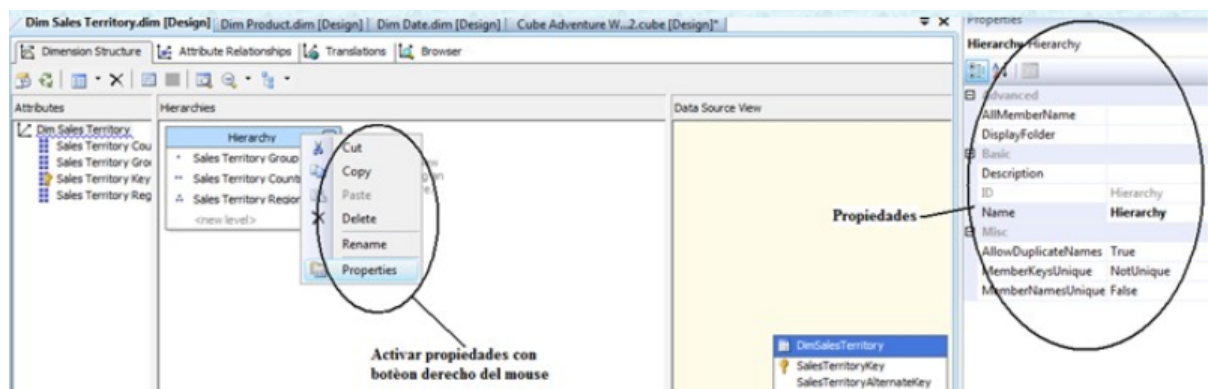 Dim Sales Territory.dim [Design] Dim Product.dim [Design] Dim Date.dim [Design] Cube Adventure W...2.cube [Design]*
Properties
Dimension Structure Attribute Relationships Translations Browser
Hierarchy Hierarchy
Attributes
Dim Sales Territory
Sales Territory Cou
Sales Territory Gro
Sales Territory Key
Sales Territory Reg
Hierarchies
Hierarchy
Sales Territory Group
Sales Territory Countr
Sales Territory Region
<new level>
Cut
Copy
Paste
Delete
Rename
Properties
Activar propiedades con
botèon derecho del mouse
Data Source View
Propiedades
DimSalesTerritory
SalesTerritoryKey
SalesTerritoryAlternateKey
Advanced
AllMemberName
DisplayFolder
Basic
Description
ID Hierarchy
Name Hierarchy
Misc
AllowDuplicateNames True
MemberKeysUnique NotUnique
MemberNamesUnique False